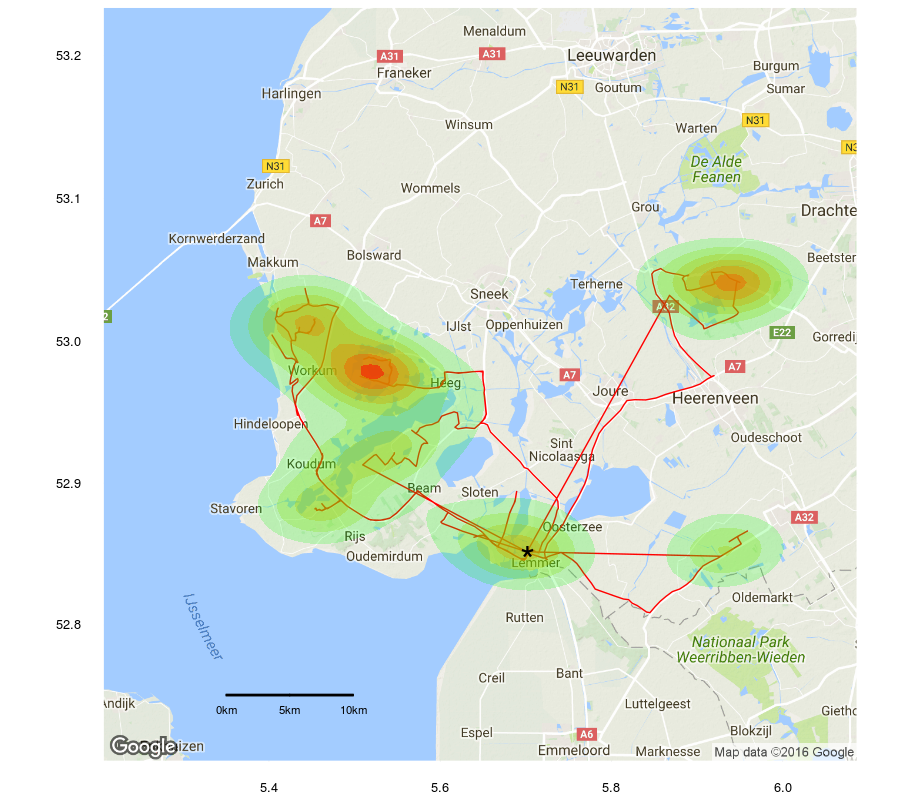 53.2
53.1
53.0
52.9
52.8
5.4
5.6
5.8
6.0
Menaldum
Leeuwarden
A31
A31
Franeker
Burgum
Harlingen
N31
Goutum
Sumar
Winsum
N31
Warten
N3
De Alde
Feanen
N31
Zurich
Wommels
Grou
Drachte
A7
Kornwerderzand
Bolsward
Beetster
Makkum
Sneek
Terherne
A32
2
IJlst
Oppenhuizen
E22
Gorredij
Workum
Heeg
A7
A7
Joure
Heerenveen
Hindeloopen
Sint
Nicolaasga
Oudeschoot
Koudum
Beam
Sloten
Stavoren
A32
Oosterzee
Rijs
Oudemirdum
*
Lemmer
Oldemarkt
IJsselmeer
Rutten
Nationaal Park
Weerribben-Wieden
Creil
Bant
Luttelgeest
Andijk
0km
5km
10km
Gietho
Espel
A6
Blokzijl
Emmeloord
Marknesse
Google
izen
Map data ©2016 Google